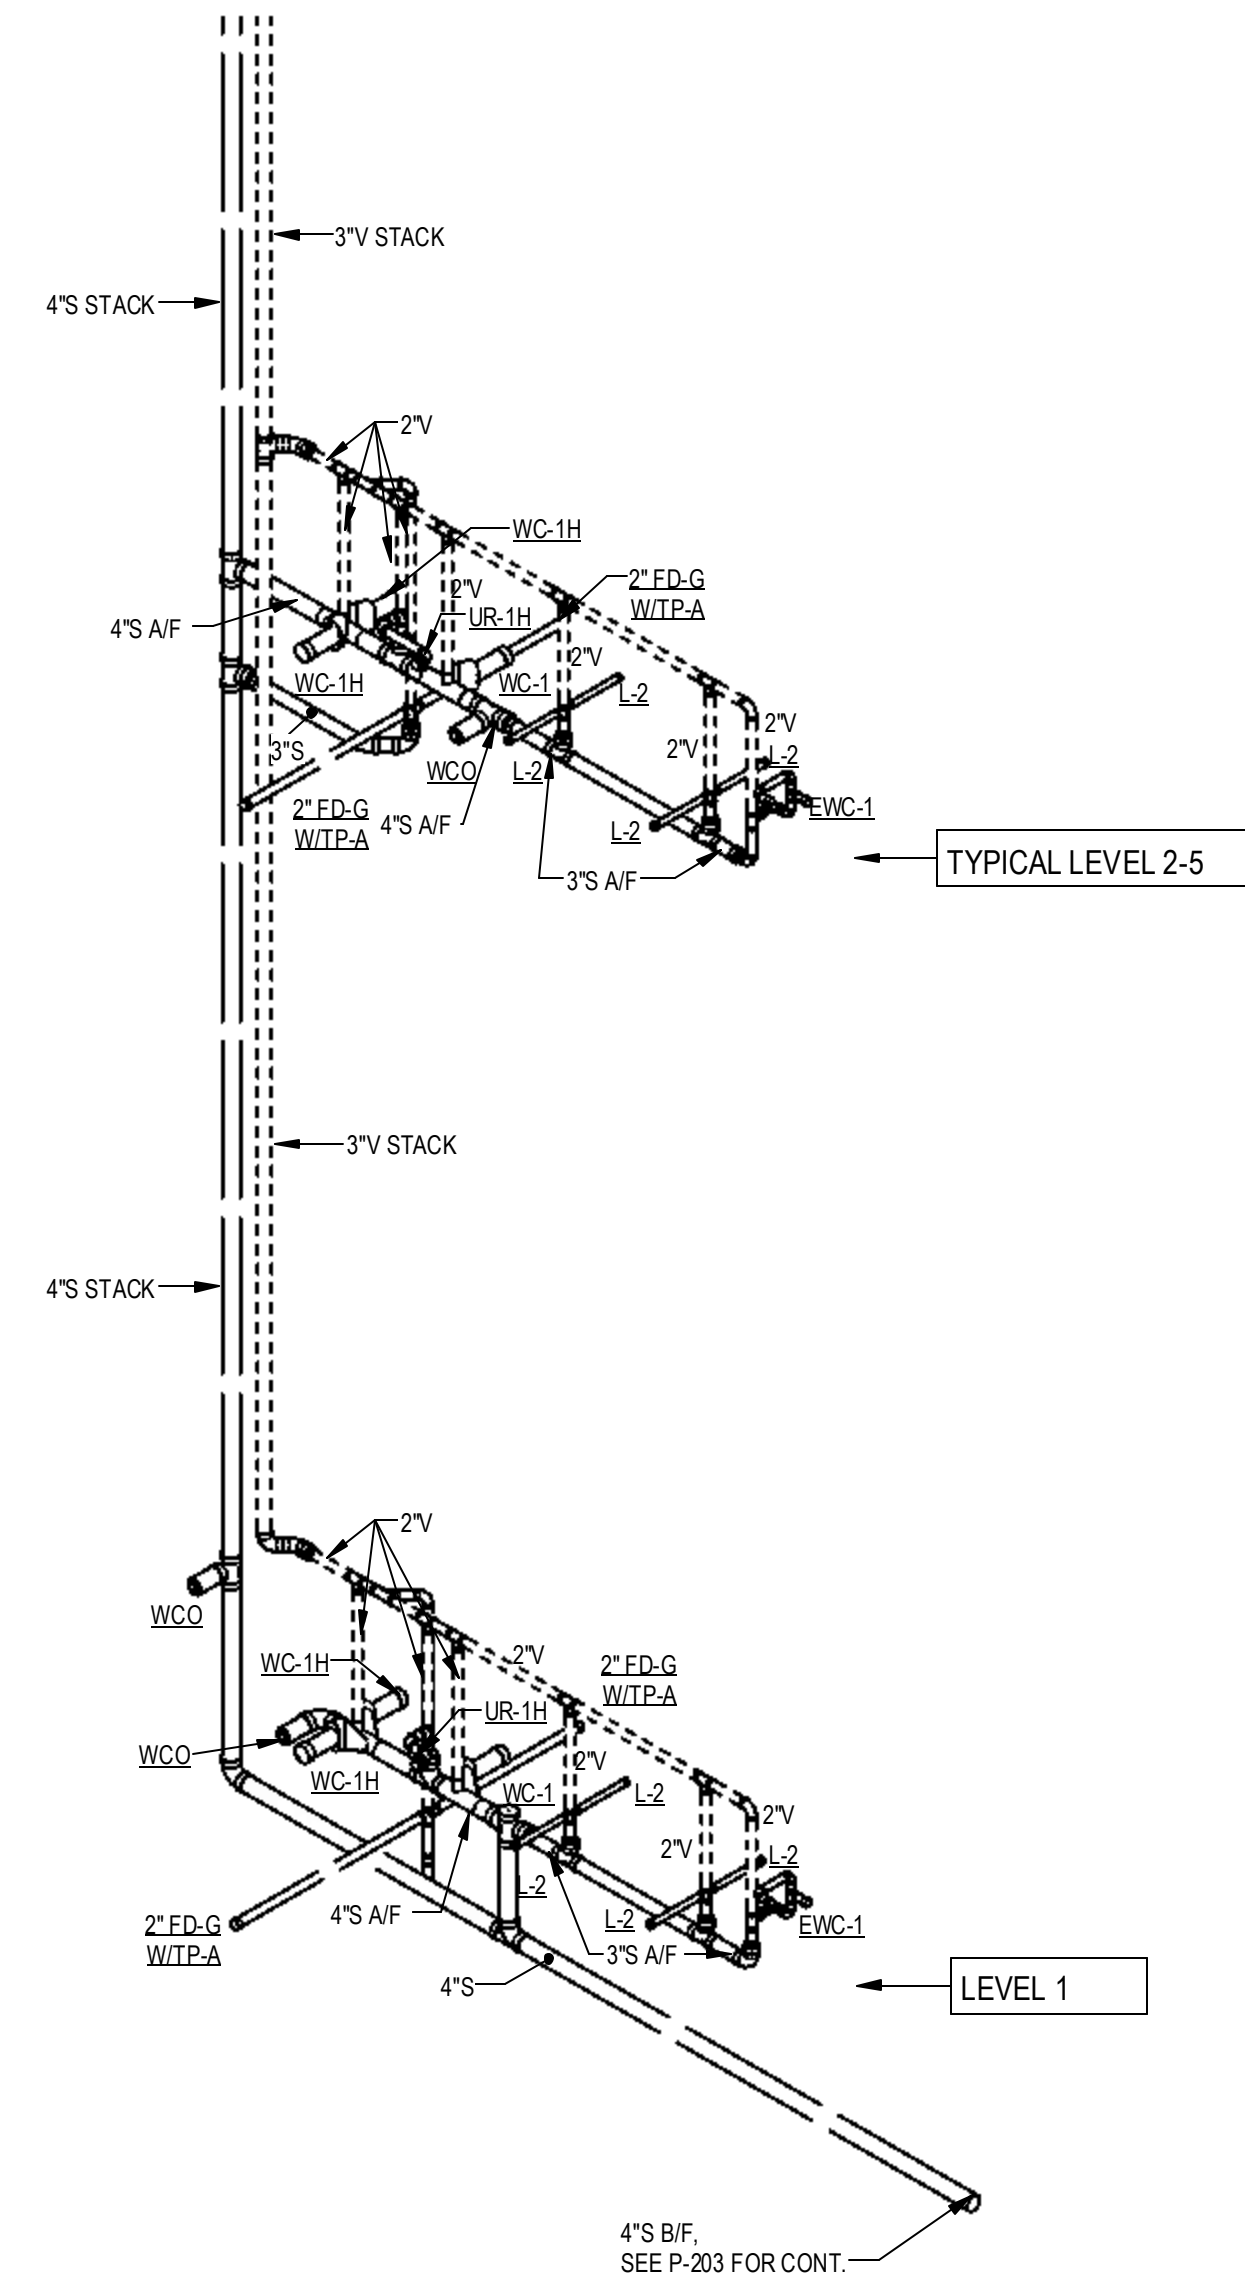 3"V STACK
4"S STACK
2"V
WC-1H
2" FD-G
W/TP-A
2"V
4"S A/F
UR-1H
2"V
WC-1H
WC-1
L-2
2"V
2"V
3"S
WCO
L-2
L-2
2" FD-G
W/TP-A
4"S A/F
L-2
EWC-1
3"S A/F
TYPICAL LEVEL 2-5
3"V STACK
4"S STACK
2"V
WCO
2"V
WC-1H
2" FD-G
W/TP-A
UR-1H
WCO
WC-1H
2"V
WC-1
L-2
2"V
2"V
L-2
L-2
4"S A/F
L-2
2" FD-G
W/TP-A
EWC-1
3"S A/F
4"S
LEVEL 1
4"S B/F,
SEE P-203 FOR CONT.